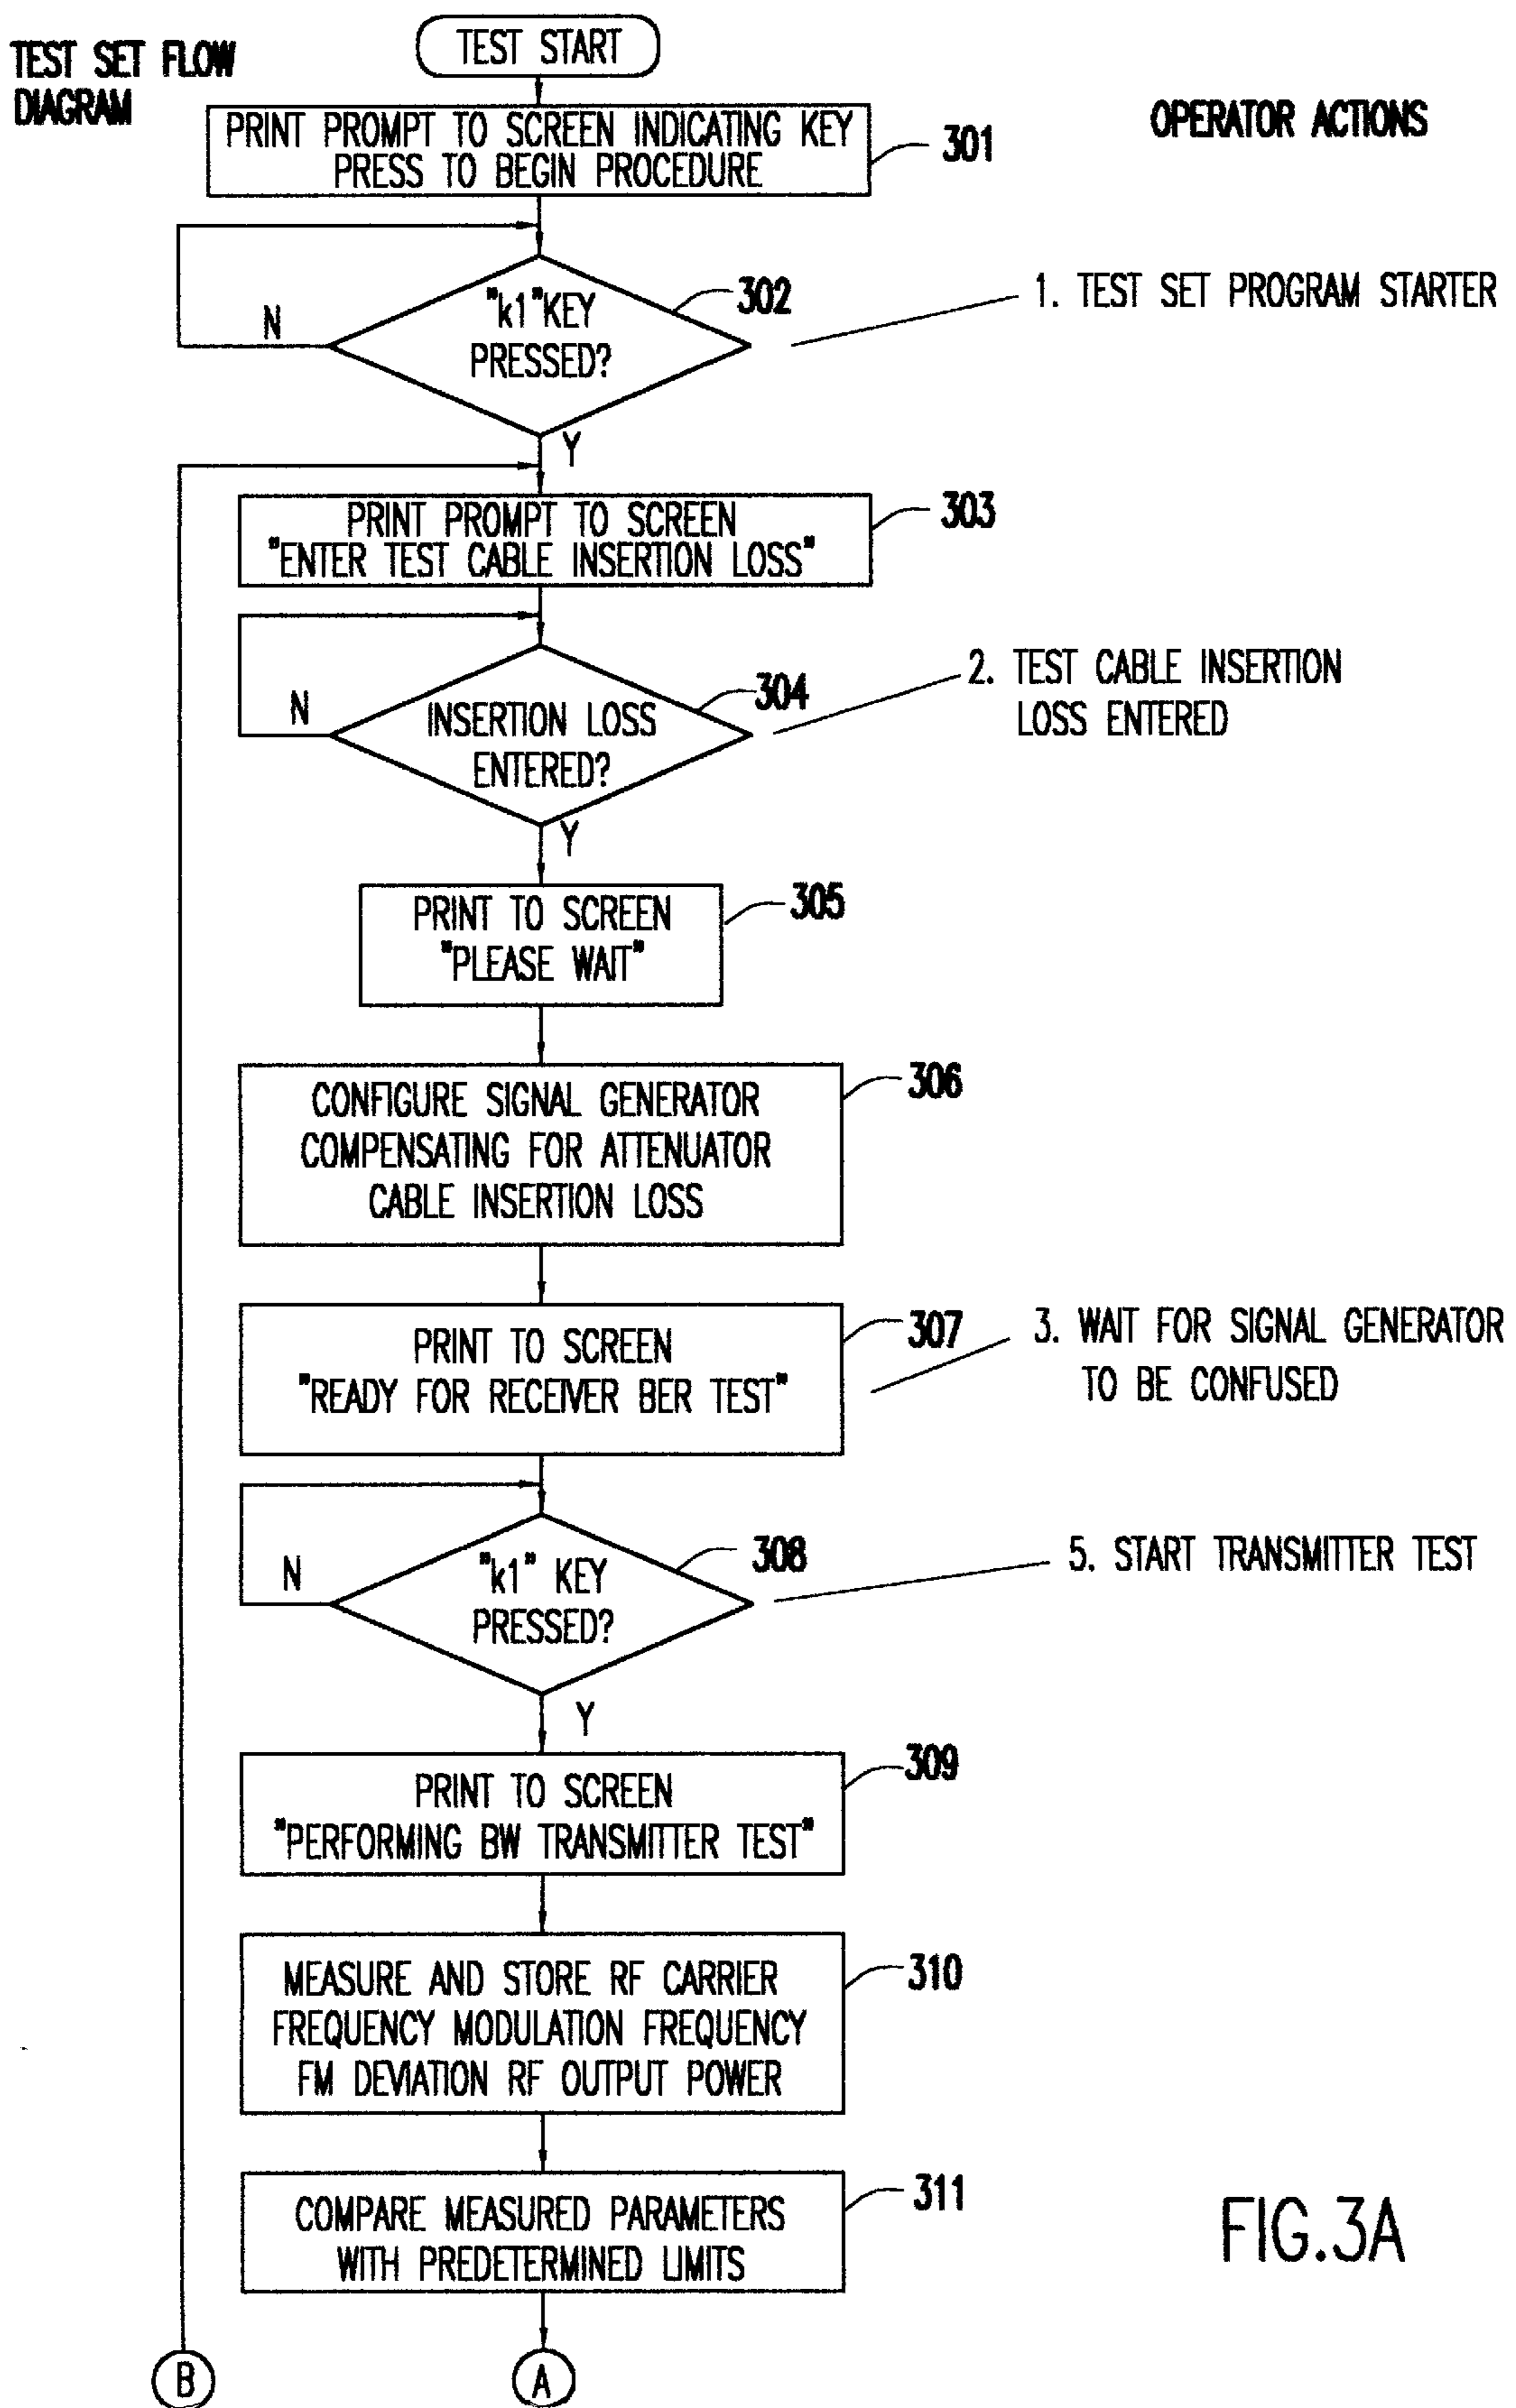 TEST SET FLOW
DIAGRAM
TEST START
OPERATOR ACTIONS
PRINT PROMPT TO SCREEN INDICATING KEY
PRESS TO BEGIN PROCEDURE
301
"k1"KEY
PRESSED?
302
N
Y
1. TEST SET PROGRAM STARTER
PRINT PROMPT TO SCREEN
"ENTER TEST CABLE INSERTION LOSS"
303
INSERTION LOSS
ENTERED?
304
N
Y
2. TEST CABLE INSERTION
LOSS ENTERED
PRINT TO SCREEN
"PLEASE WAIT"
305
CONFIGURE SIGNAL GENERATOR
COMPENSATING FOR ATTENUATOR
CABLE INSERTION LOSS
306
PRINT TO SCREEN
"READY FOR RECEIVER BER TEST"
307
3. WAIT FOR SIGNAL GENERATOR
TO BE CONFUSED
"k1" KEY
PRESSED?
308
N
Y
5. START TRANSMITTER TEST
PRINT TO SCREEN
"PERFORMING BW TRANSMITTER TEST"
309
MEASURE AND STORE RF CARRIER
FREQUENCY MODULATION FREQUENCY
FM DEVIATION RF OUTPUT POWER
310
COMPARE MEASURED PARAMETERS
WITH PREDETERMINED LIMITS
311
B
A
FIG.3A